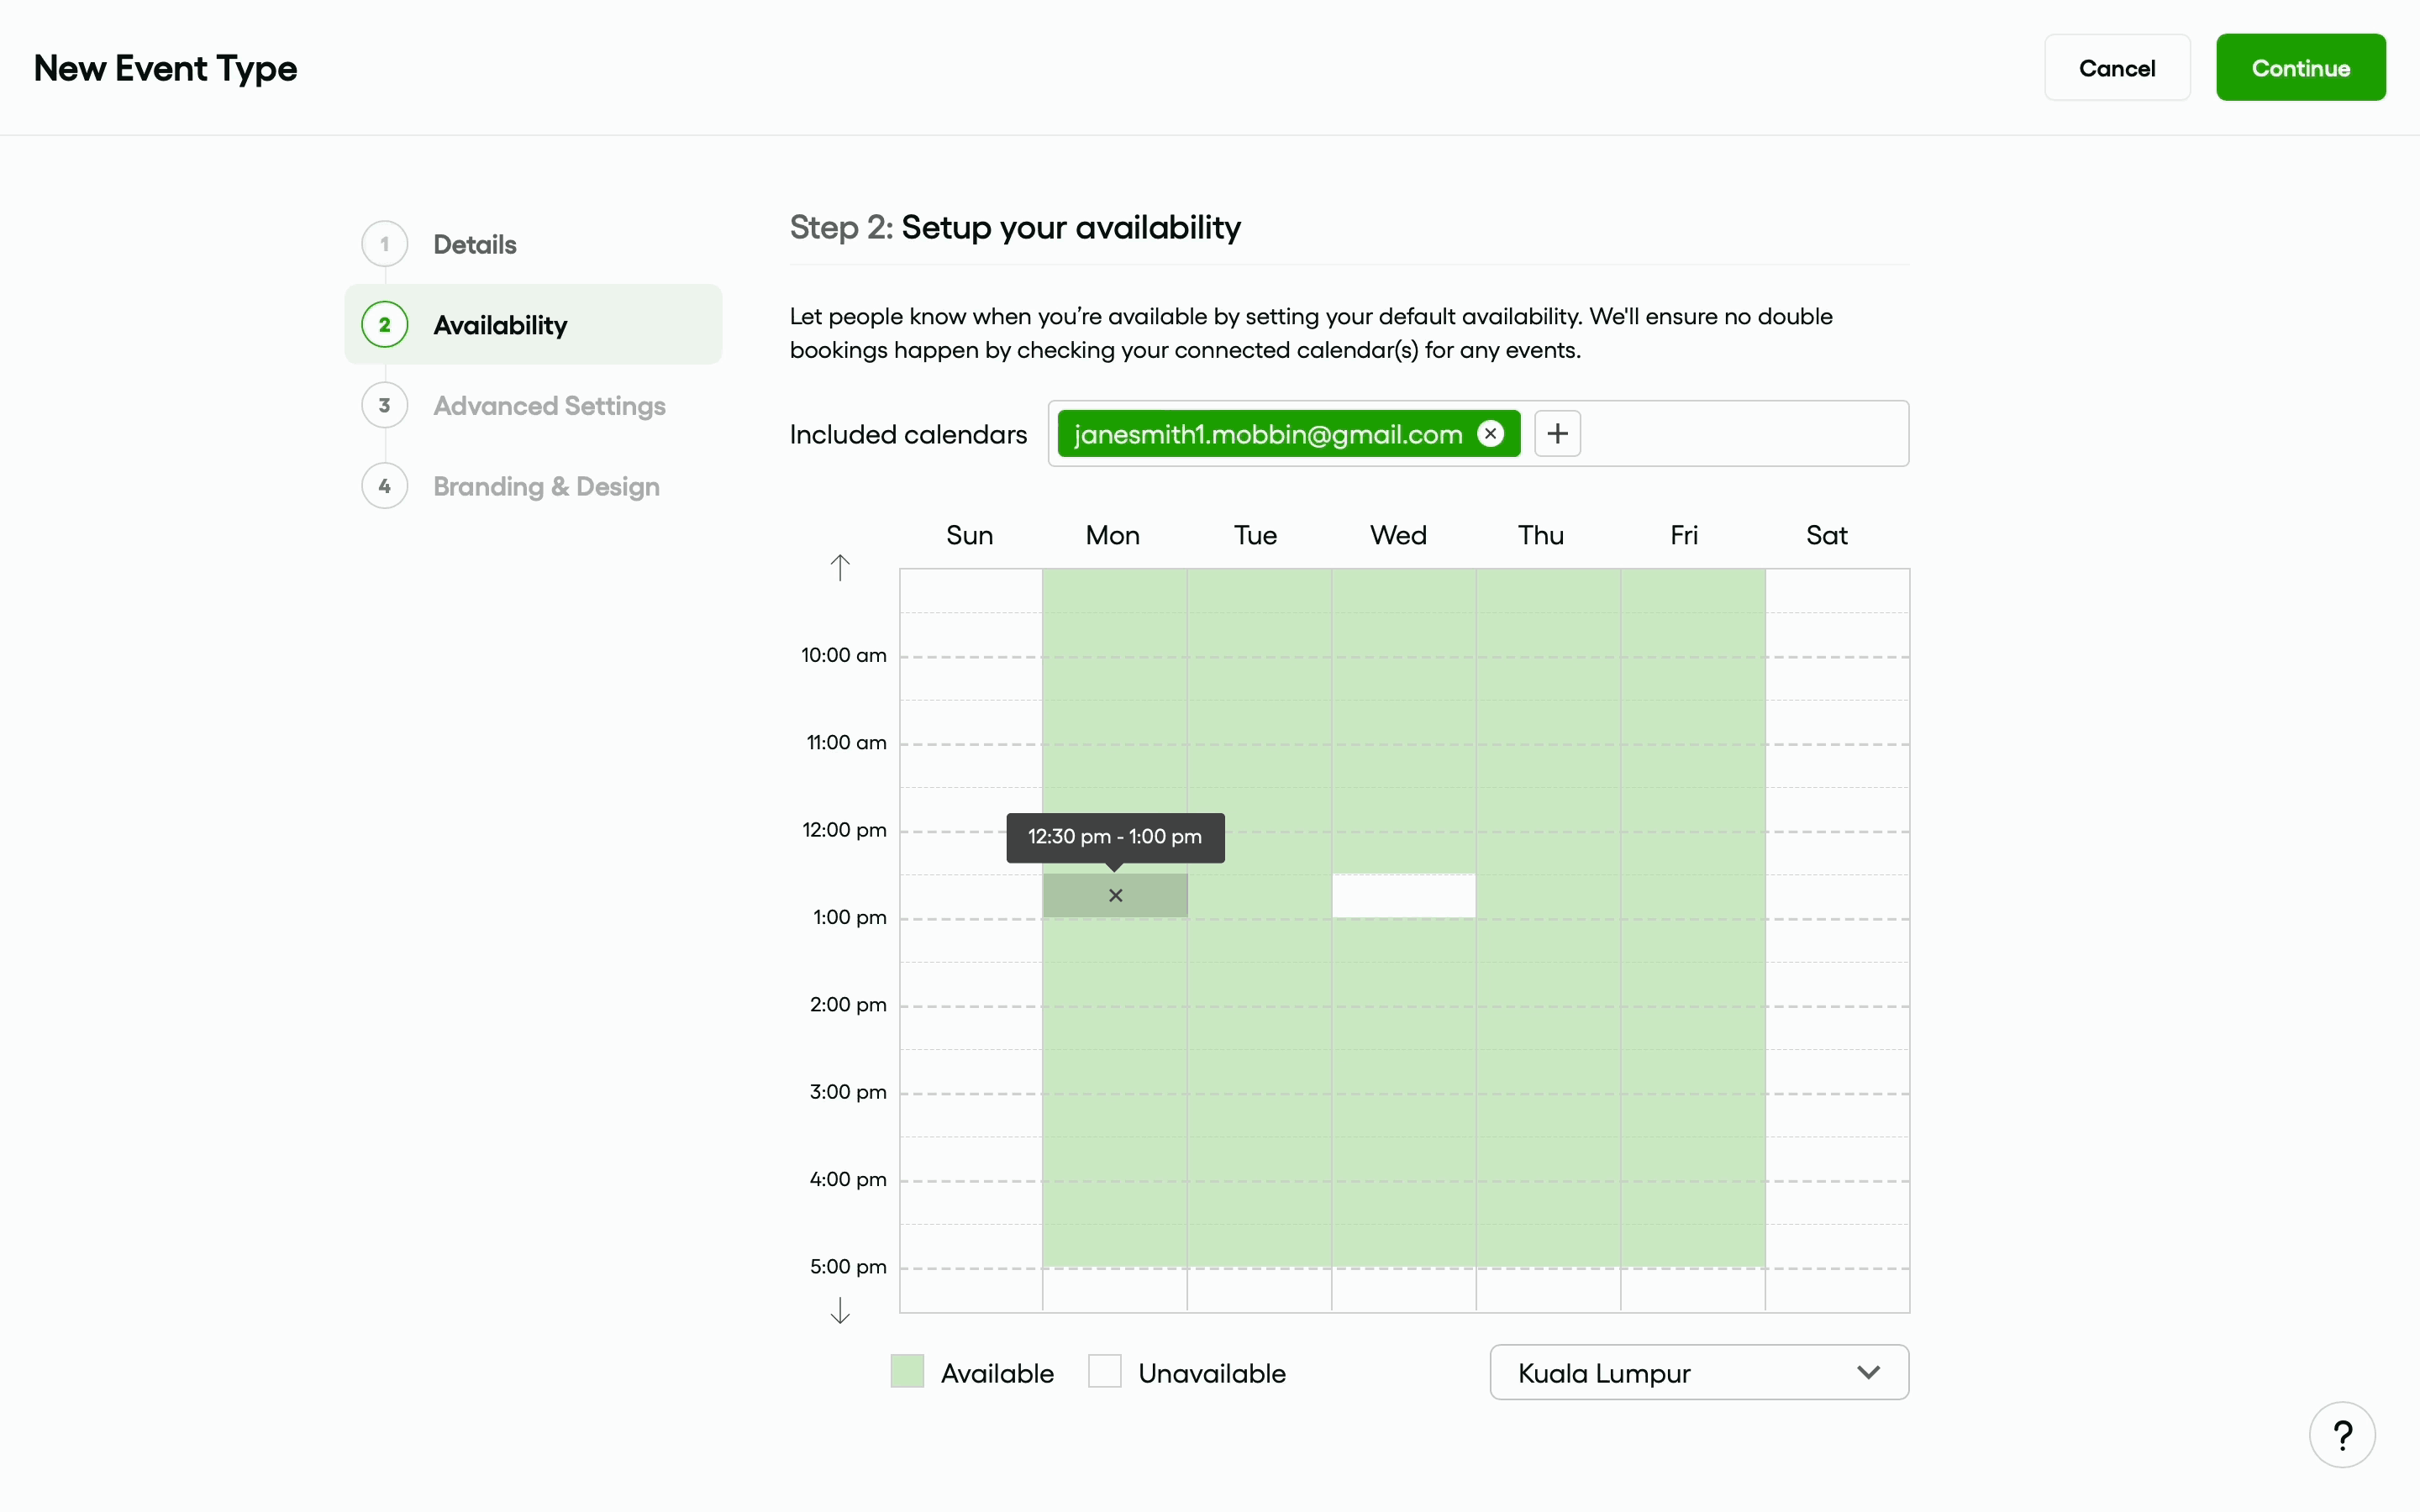 New Event Type
Cancel
Continue
1 Details
2 Availability
3 Advanced Settings
4 Branding & Design
Step 2: Setup your availability
Let people know when you’re available by setting your default availability. We'll ensure no double
bookings happen by checking your connected calendar(s) for any events.
Included calendars
janesmith1.mobbin@gmail.com
Sun Mon Tue Wed Thu Fri Sat
10:00 am
11:00 am
12:00 pm
12:30 pm - 1:00 pm
1:00 pm
2:00 pm
3:00 pm
4:00 pm
5:00 pm
Available
Unavailable
Kuala Lumpur
?